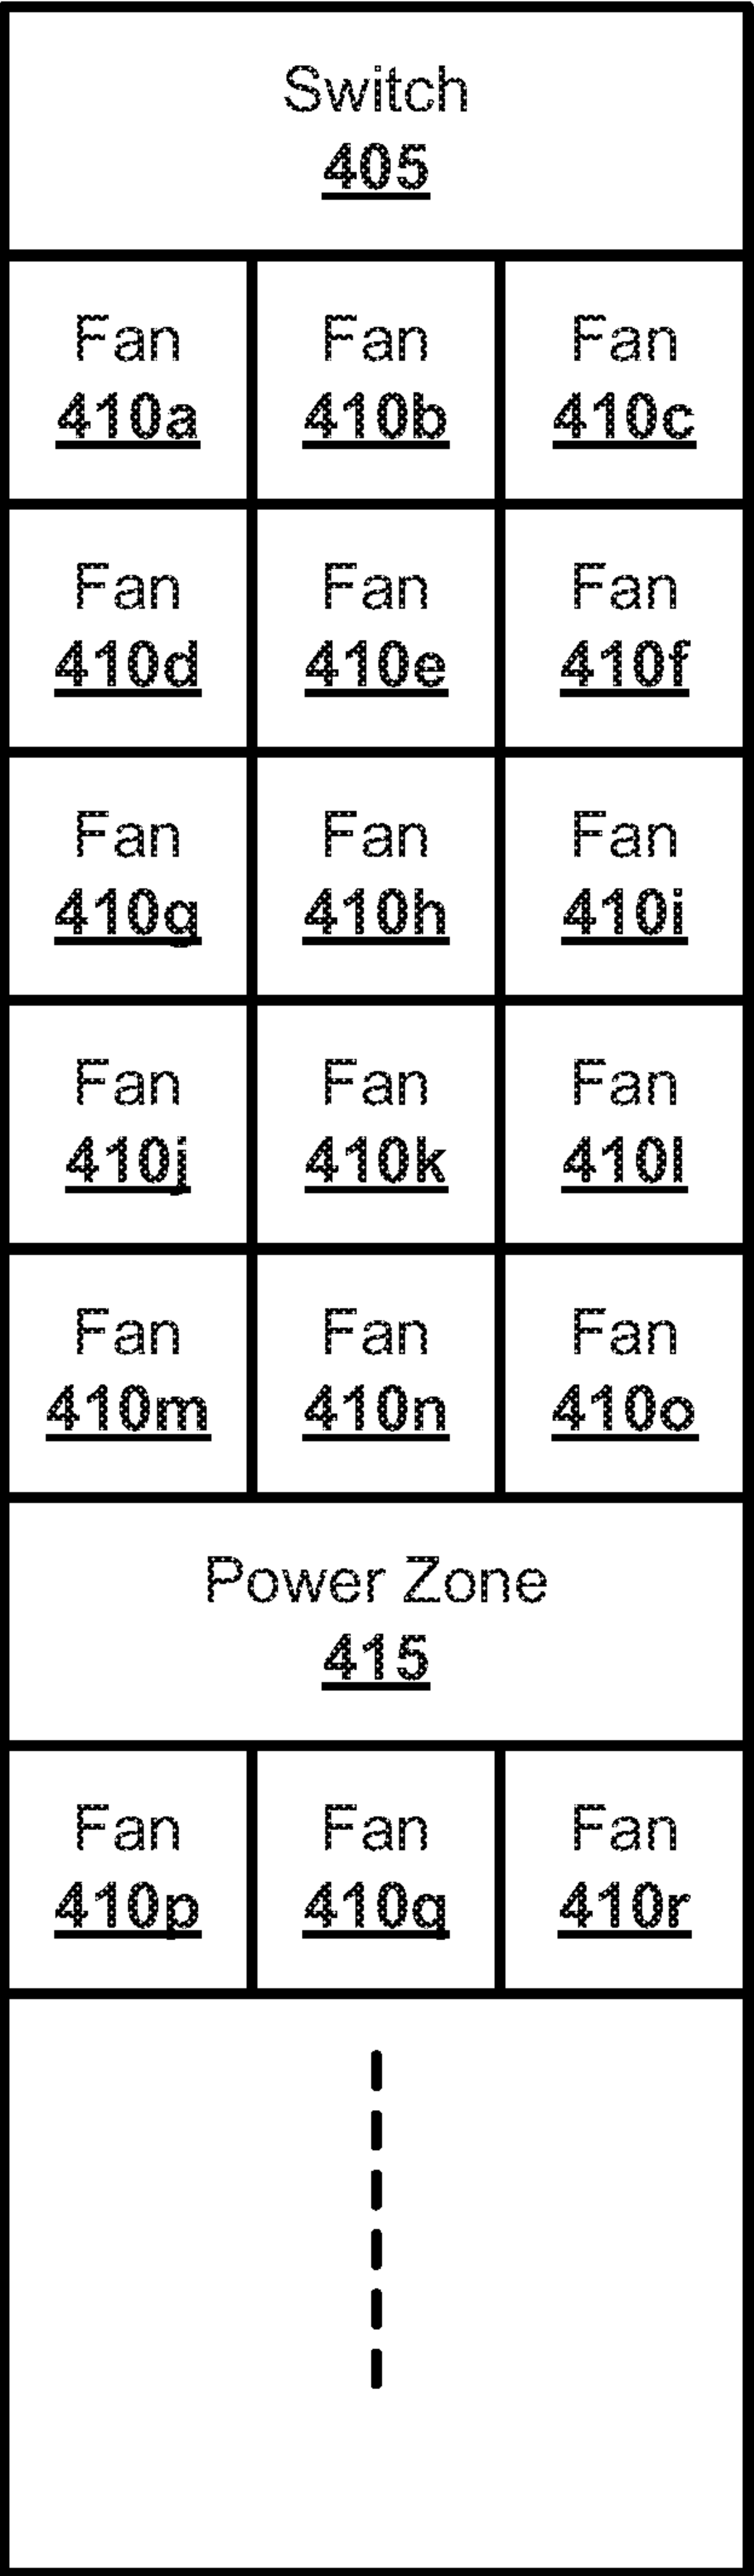 Switch
405
Fan Fan Fan
410a 410b 410c
Fan Fan Fan
410d 410e 410f
Fan Fan Fan
410g 410h 410i
Fan Fan Fan
410j 410k 410l
Fan Fan Fan
410m 410n 410o
Power Zone
415
Fan Fan Fan
410p 410q 410r